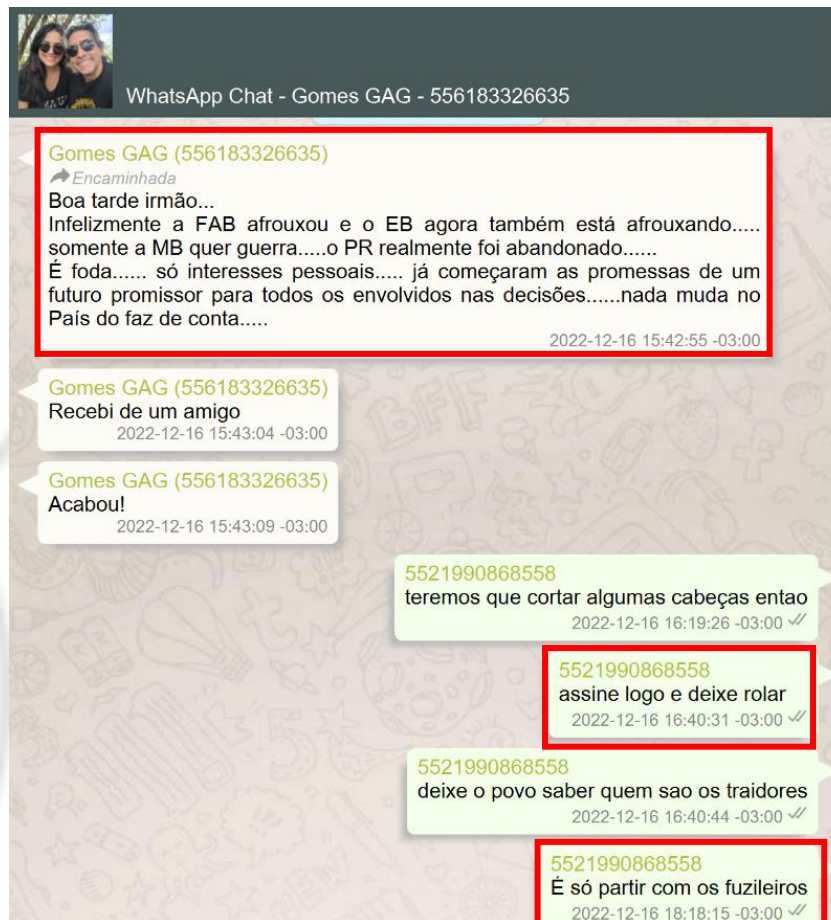 WhatsApp Chat - Gomes GAG - 556183326635
Gomes GAG (556183326635)
Encaminhada
Boa tarde irmão...
Infelizmente a FAB afrouxou e o EB agora também está afrouxando.....
somente a MB quer guerra.....o PR realmente foi abandonado......
É foda...... só interesses pessoais..... já começaram as promessas de um
futuro promissor para todos os envolvidos nas decisões......nada muda no
País do faz de conta.....
2022-12-16 15:42:55 -03:00
Gomes GAG (556183326635)
Recebi de um amigo
2022-12-16 15:43:04 -03:00
Gomes GAG (556183326635)
Acabou!
2022-12-16 15:43:09 -03:00
5521990868558
teremos que cortar algumas cabeças entao
2022-12-16 16:19:26 -03:00
5521990868558
assine logo e deixe rolar
2022-12-16 16:40:31 -03:00
5521990868558
deixe o povo saber quem sao os traidores
2022-12-16 16:40:44 -03:00
5521990868558
É só partir com os fuzileiros
2022-12-16 18:18:15 -03:00